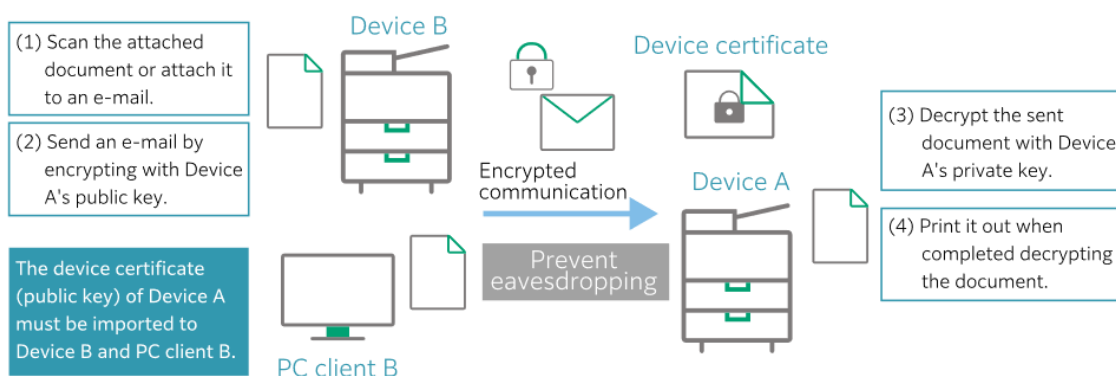 (1) Scan the attached
document or attach it
to an e-mail.
(2) Send an e-mail by
encrypting with Device
A's public key.
The device certificate
(public key) of Device A
must be imported to
Device B and PC client B.
Device B
PC client B
Encrypted
communication
Prevent
eavesdropping
Device certificate
Device A
(3) Decrypt the sent
document with Device
A's private key.
(4) Print it out when
completed decrypting
the document.